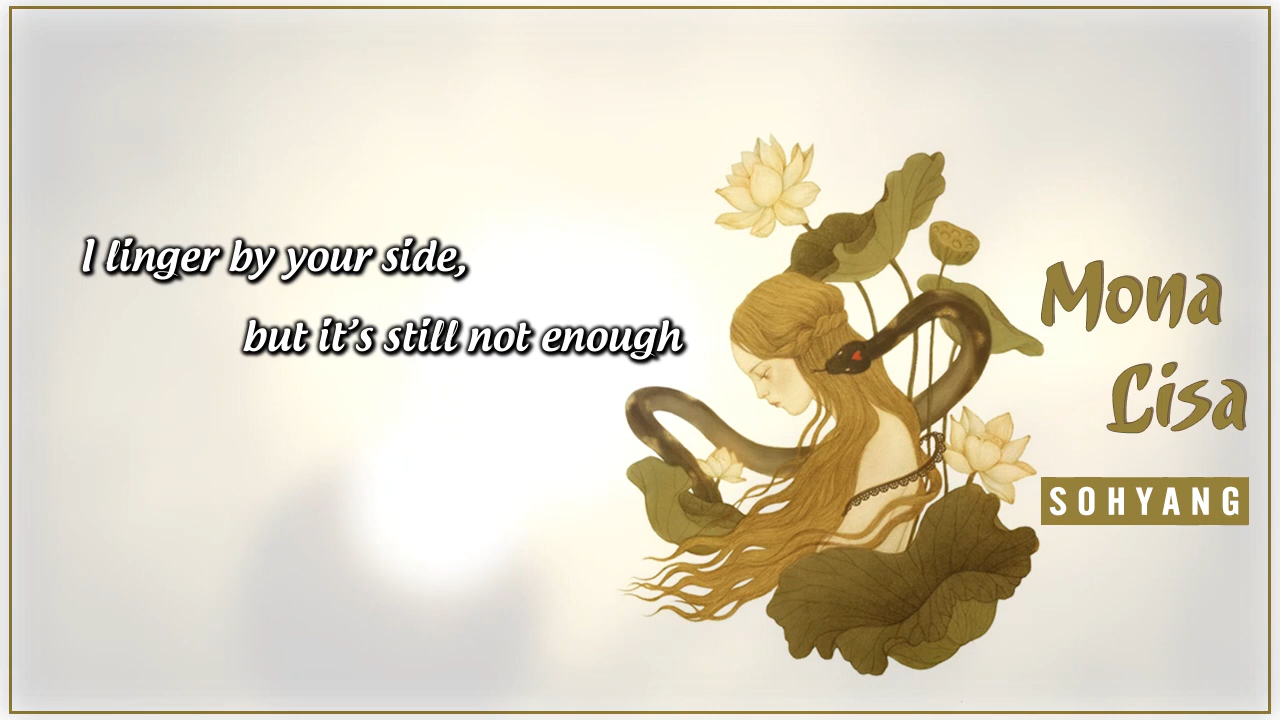 I linger by your side,
but it’s still not enough
Mona
Lisa
SOHYANG